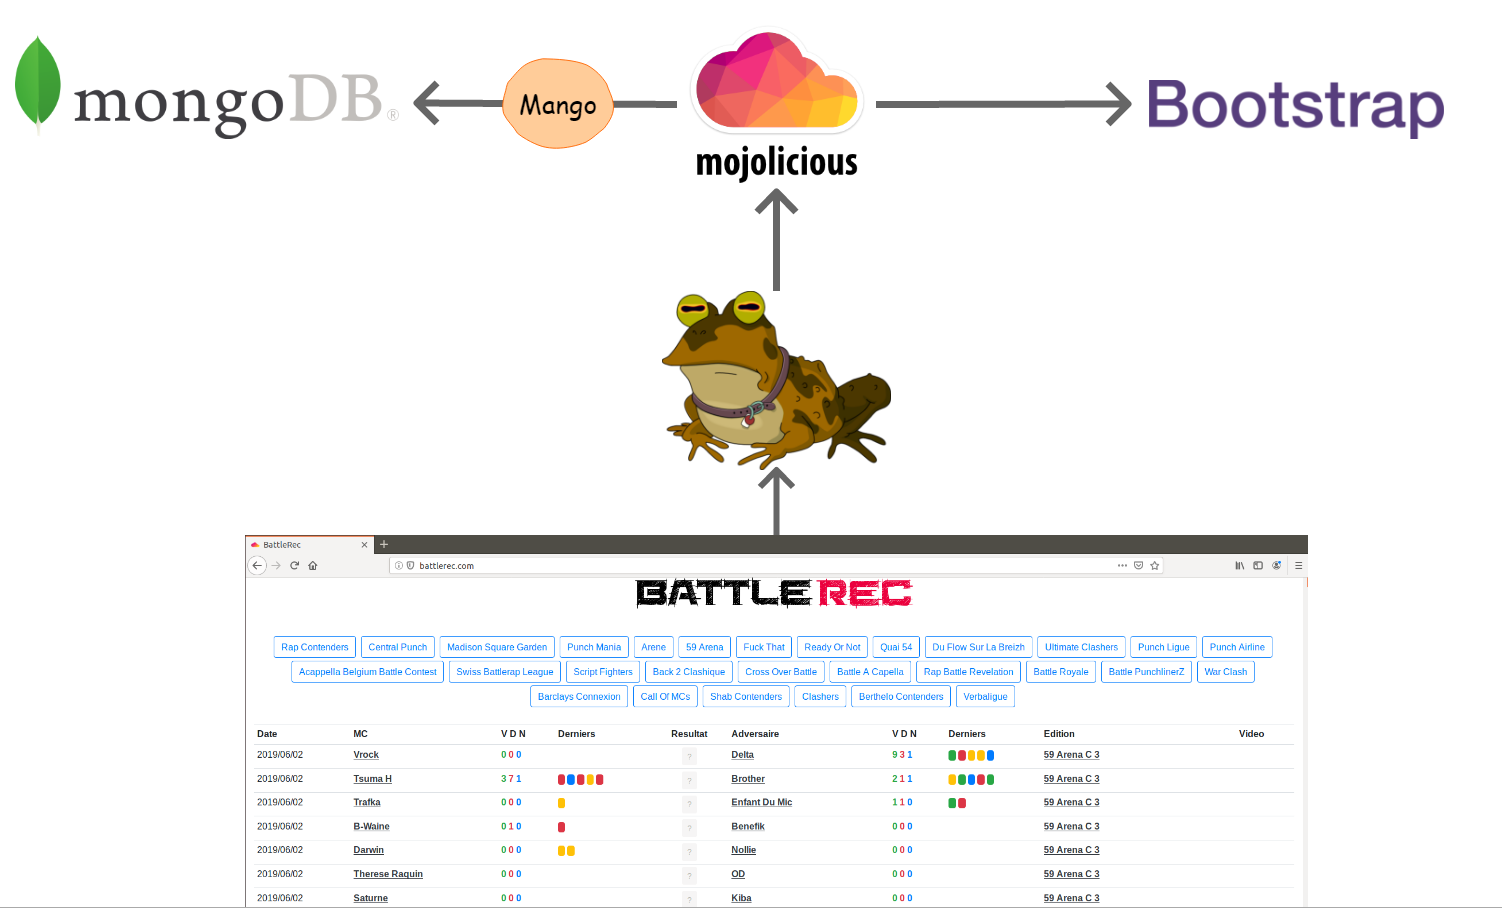 mongoDB®
Mango
mojolicious
Bootstrap
BattleRec
battlerec.com
BATTLEREC
Rap Contenders Central Punch Madison Square Garden Punch Mania Arene 59 Arena Fuck That Ready Or Not Quai 54 Du Flow Sur La Breizh Ultimate Clashers Punch Ligue Punch Airline
Acappella Belgium Battle Contest Swiss Battlerap League Script Fighters Back 2 Clashique Cross Over Battle Battle A Capella Rap Battle Revelation Battle Royale Battle PunchlinerZ War Clash
Barclays Connexion Call Of MCs Shab Contenders Clashers Berthelo Contenders Verbaligue
Date MC V D N Derniers Resultat Adversaire V D N Derniers Edition Video
2019/06/02 Vrock 0 0 0 ? Delta 9 3 1 59 Arena C 3
2019/06/02 Tsuma H 3 7 1 ? Brother 2 1 1 59 Arena C 3
2019/06/02 Trafka 0 0 0 ? Enfant Du Mic 1 1 0 59 Arena C 3
2019/06/02 B-Waine 0 1 0 ? Benefik 0 0 0 59 Arena C 3
2019/06/02 Darwin 0 0 0 ? Nollie 0 0 0 59 Arena C 3
2019/06/02 Therese Raquin 0 0 0 ? OD 0 0 0 59 Arena C 3
2019/06/02 Saturne 0 0 0 ? Kiba 0 0 0 59 Arena C 3